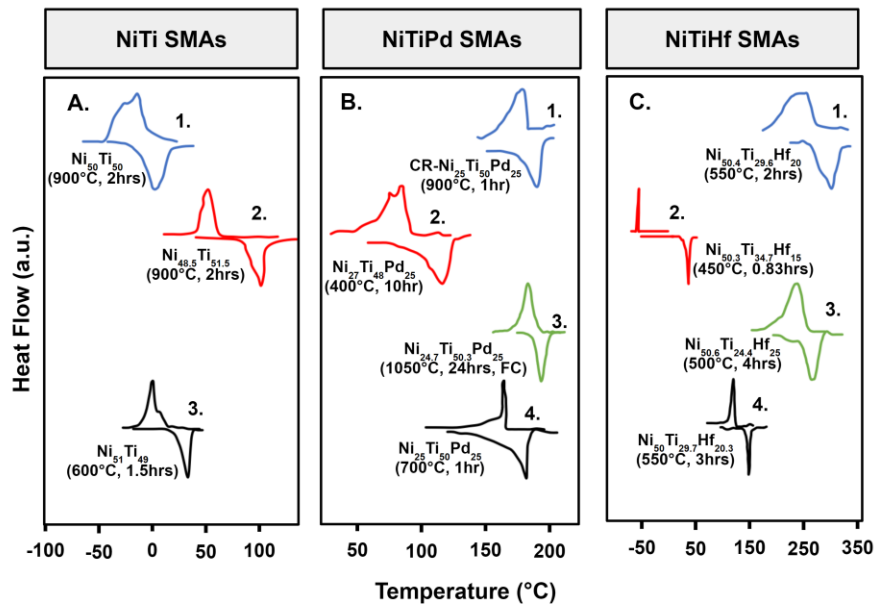 NiTi SMAs
NiTiPd SMAs
NiTiHf SMAs
Heat Flow (a.u.)
A.
1.
Ni50Ti50
(900°C, 2hrs)
2.
Ni48.5Ti51.5
(900°C, 2hrs)
3.
Ni51Ti49
(600°C, 1.5hrs)
-100
-50
0
50
100
B.
1.
CR-Ni25Ti50Pd25
(900°C, 1hr)
2.
Ni27Ti48Pd25
(400°C, 10hr)
3.
Ni24.7Ti50.3Pd25
(1050°C, 24hrs, FC)
4.
Ni25Ti50Pd25
(700°C, 1hr)
50
100
150
200
C.
1.
Ni50.4Ti29.6Hf20
(550°C, 2hrs)
2.
Ni50.3Ti34.7Hf15
(450°C, 0.83hrs)
3.
Ni50.6Ti24.4Hf25
(500°C, 4hrs)
4.
Ni50Ti29.7Hf20.3
(550°C, 3hrs)
-50
50
150
250
350
Temperature (°C)